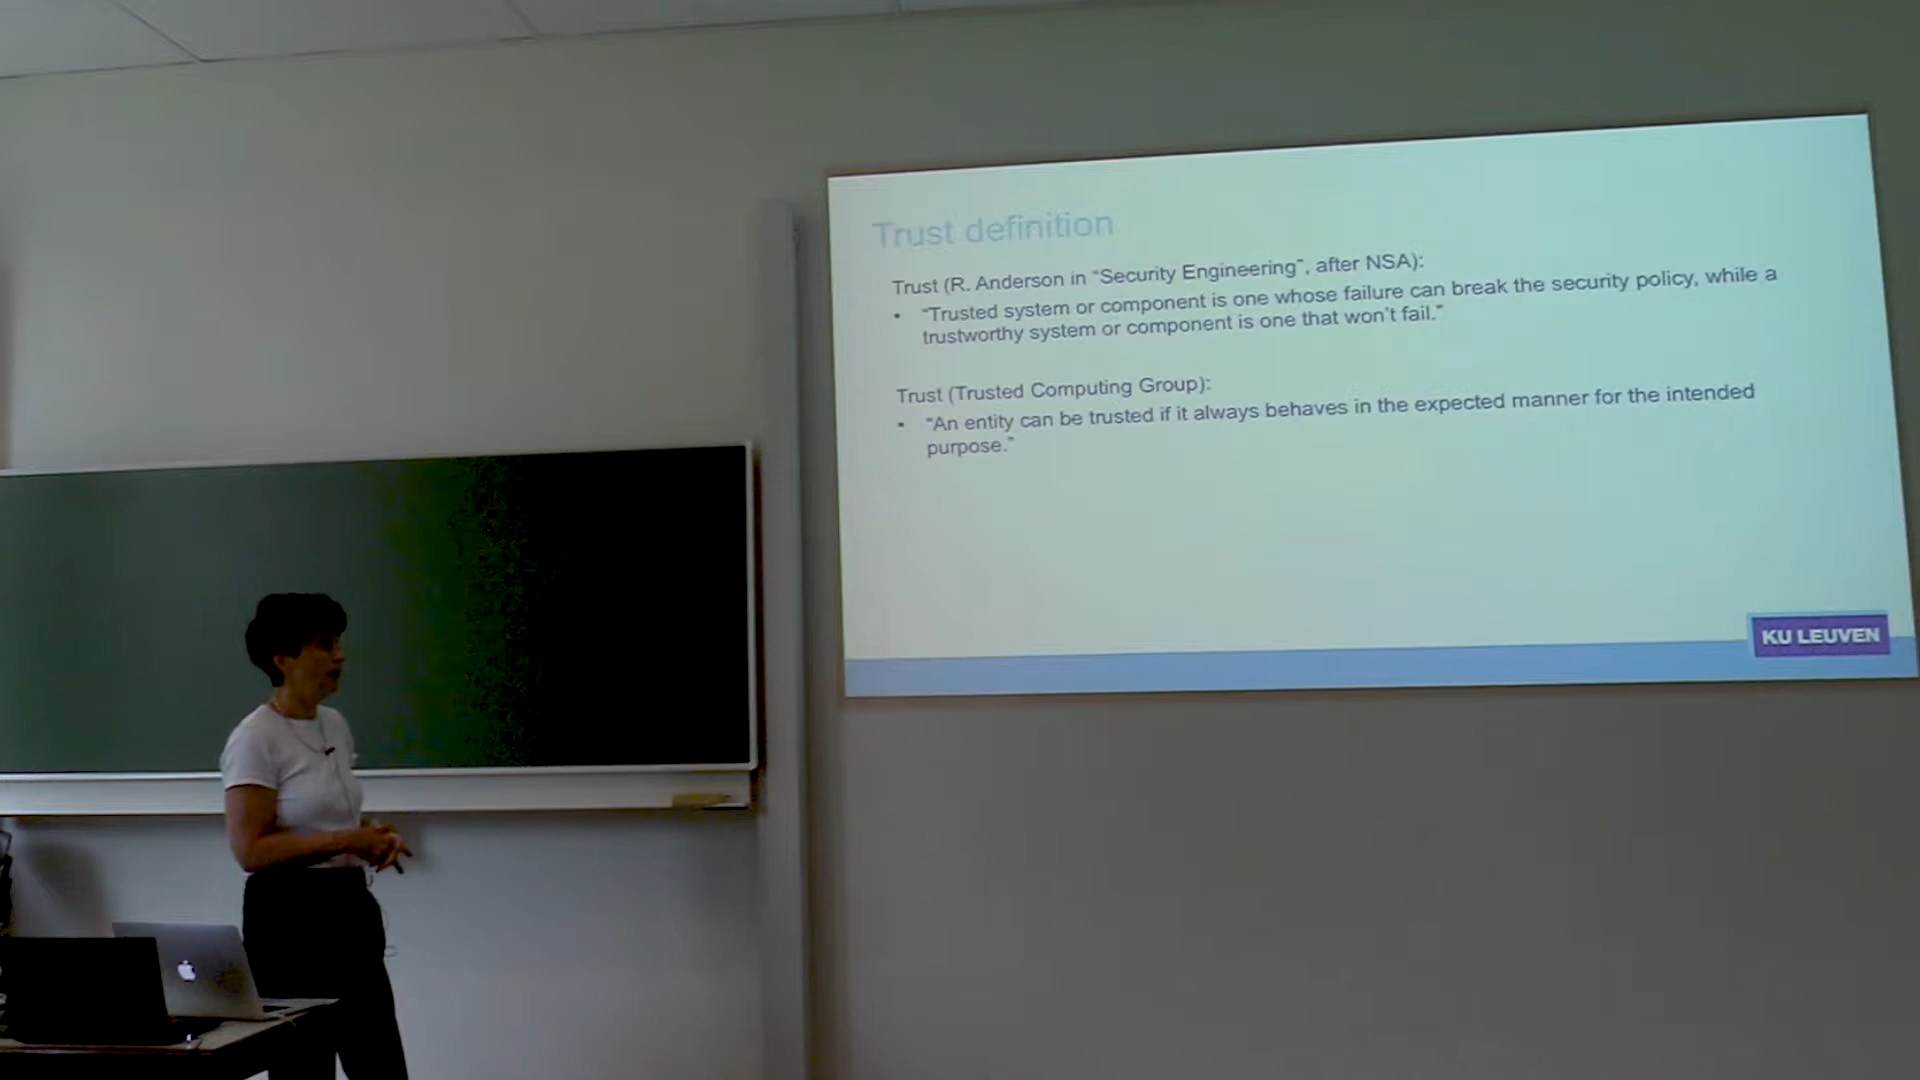 Trust definition
Trust (R. Anderson in “Security Engineering”, after NSA):
• “Trusted system or component is one whose failure can break the security policy, while a
trustworthy system or component is one that won’t fail.”
Trust (Trusted Computing Group):
• “An entity can be trusted if it always behaves in the expected manner for the intended
purpose.”
KU LEUVEN